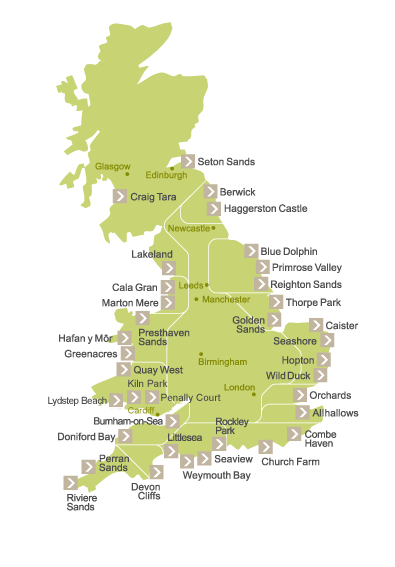 Seton Sands
Glasgow
Edinburgh
Craig Tara
Berwick
Haggerston Castle
Newcastle
Lakeland
Blue Dolphin
Primrose Valley
Cala Gran
Leeds
Reighton Sands
Marton Mere
Manchester
Thorpe Park
Golden
Sands
Caister
Presthaven
Sands
Hafan y Môr
Seashore
Greenacres
Birmingham
Hopton
Quay West
Wild Duck
Kiln Park
London
Orchards
Lydstep Beach
Penally Court
Cardiff
Allhallows
Burnham-on-Sea
Rockley
Park
Doniford Bay
Littlesea
Combe
Haven
Perran
Sands
Seaview
Church Farm
Weymouth Bay
Devon
Cliffs
Riviere
Sands